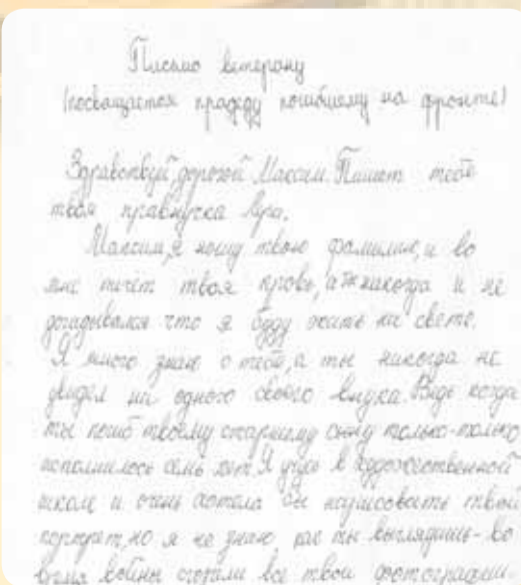 Письмо ветерану
(посвящается прадеду погибшему на фронте)
Здравствуй, дорогой Максим. Пишет тебе
твоя правнучка Вера.
Максим, я ношу твою фамилию, и во
мне течёт твоя кровь, а ты никогда и не
догадывался что я буду жить на свете.
Я много знаю о тебе, а ты никогда не
увидел ни одного своего внука. Ведь когда
ты погиб твоему старшему сыну только-только
исполнилось семь лет. Я учусь в художественной
школе и очень хотела бы нарисовать твой
портрет, но я не знаю как ты выглядишь - во
время войны сгорели все твои фотографии.